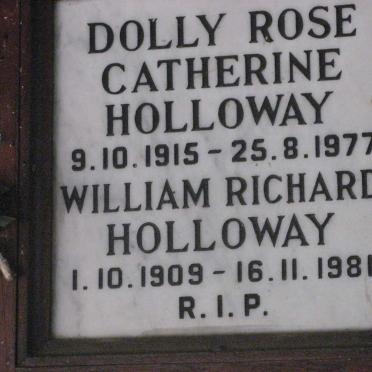 DOLLY ROSE
CATHERINE
HOLLOWAY
9.10.1915 - 25.8.1977
WILLIAM RICHARD
HOLLOWAY
1.10.1909 - 16.11.1981
R.I.P.